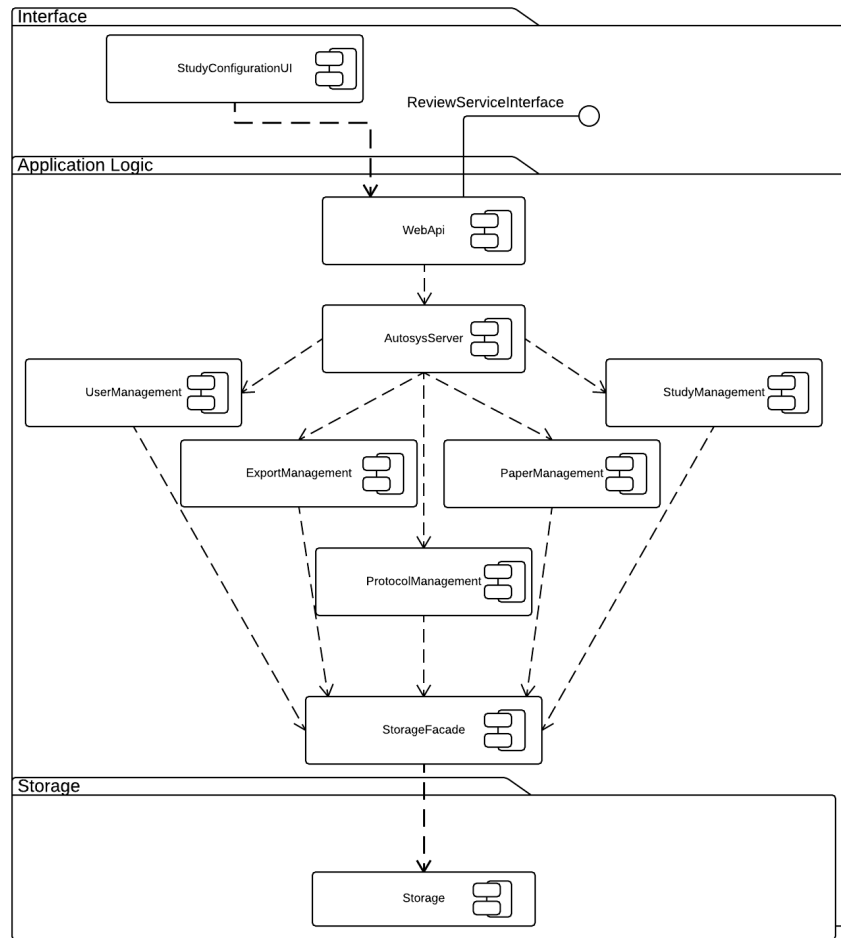 Interface
StudyConfigurationUI
ReviewServiceInterface
Application Logic
WebApi
AutosysServer
UserManagement
StudyManagement
ExportManagement
PaperManagement
ProtocolManagement
StorageFacade
Storage
Storage